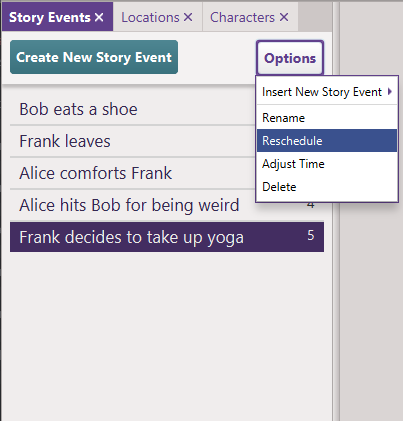 Story Events ✕ Locations ✕ Characters ✕
Create New Story Event Options
Insert New Story Event
Rename
Reschedule
Adjust Time
Delete
Bob eats a shoe
Frank leaves
Alice comforts Frank
Alice hits Bob for being weird 4
Frank decides to take up yoga 5